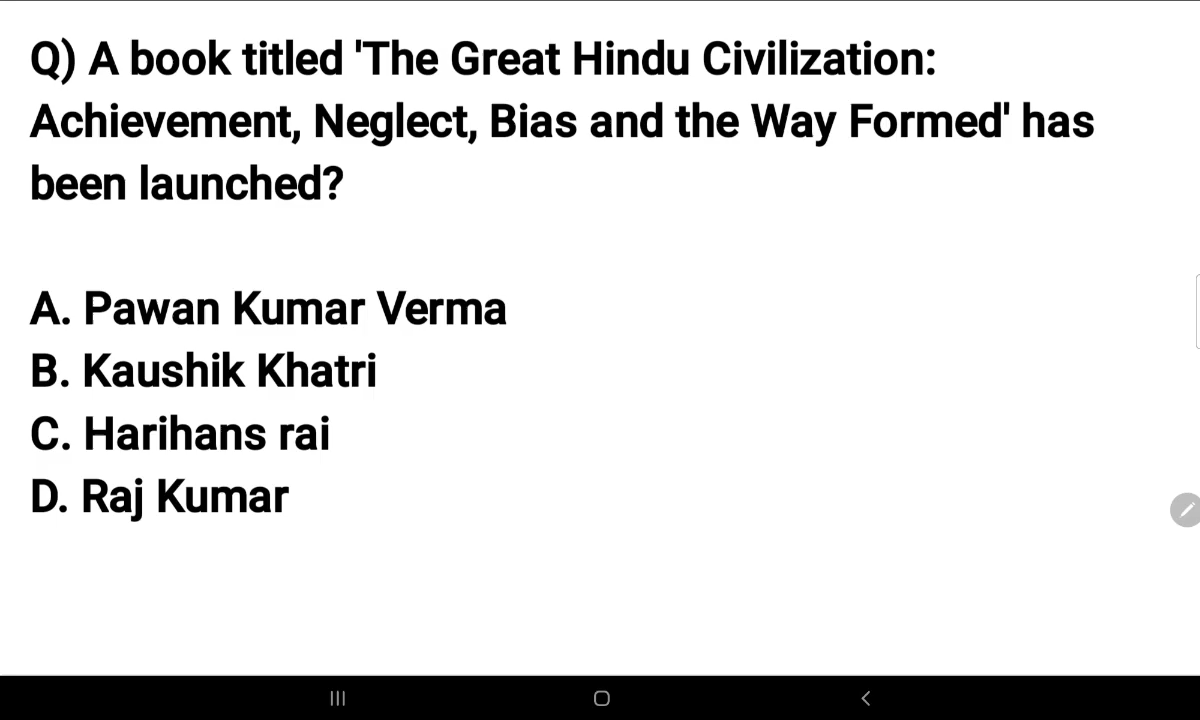 Q) A book titled 'The Great Hindu Civilization:
Achievement, Neglect, Bias and the Way Formed' has
been launched?
A. Pawan Kumar Verma
B. Kaushik Khatri
C. Harihans rai
D. Raj Kumar